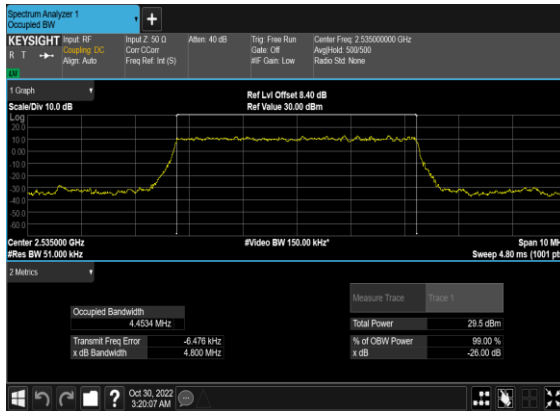 Spectrum Analyzer 1
Occupied BW
KEYSIGHT
R T
Input: RF
Coupling: DC
Align: Auto
Input Z: 50 Ω
Corr CCorr
Freq Ref: Int (S)
Atten: 40 dB
Trig: Free Run
Gate: Off
#IF Gain: Low
Center Freq: 2.535000000 GHz
Avg|Hold: 500/500
Radio Std: None
1 Graph
Scale/Div 10.0 dB
Ref Lvl Offset 8.40 dB
Ref Value 30.00 dBm
Log
20.0
10.0
0.00
-10.0
-20.0
-30.0
-40.0
-50.0
-60.0
Center 2.535000 GHz
#Res BW 51.000 kHz
#Video BW 150.00 kHz*
Span 10 MH
Sweep 4.80 ms (1001 pt
2 Metrics
Measure Trace
Trace 1
Occupied Bandwidth
4.4534 MHz
Total Power
29.5 dBm
Transmit Freq Error
-6.476 kHz
% of OBW Power
99.00 %
x dB Bandwidth
4.800 MHz
x dB
-26.00 dB
?
Oct 30, 2022
3:20:07 AM